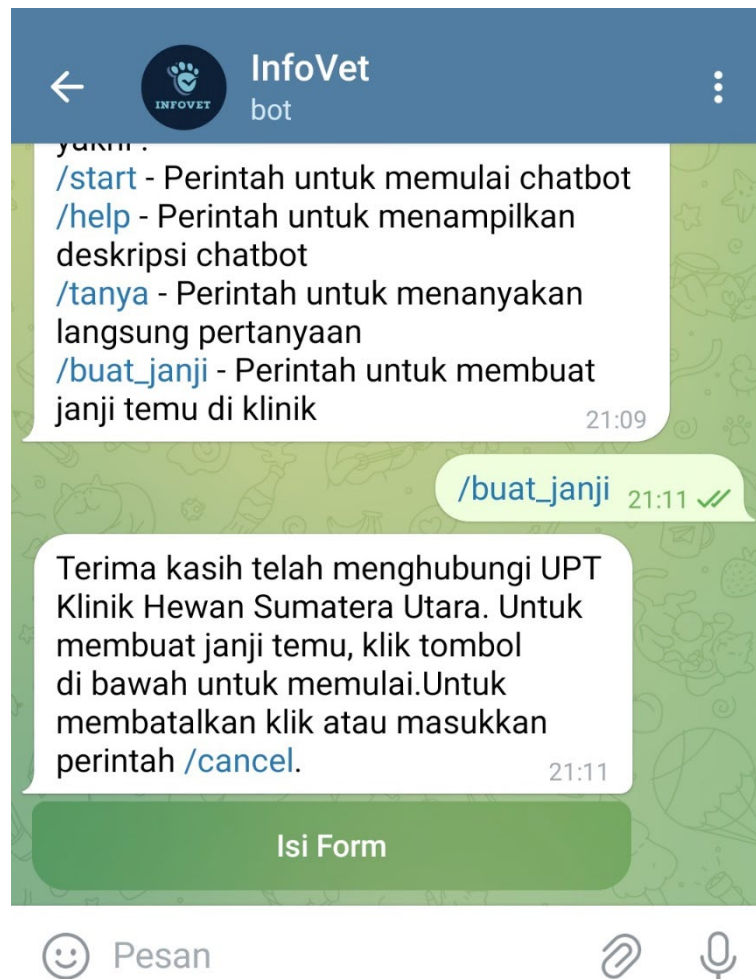 InfoVet
INFOVET
bot
yakni :
/start - Perintah untuk memulai chatbot
/help - Perintah untuk menampilkan
deskripsi chatbot
/tanya - Perintah untuk menanyakan
langsung pertanyaan
/buat_janji - Perintah untuk membuat
janji temu di klinik
21:09
/buat_janji 21:11
Terima kasih telah menghubungi UPT
Klinik Hewan Sumatera Utara. Untuk
membuat janji temu, klik tombol
di bawah untuk memulai.Untuk
membatalkan klik atau masukkan
perintah /cancel.
21:11
Isi Form
Pesan